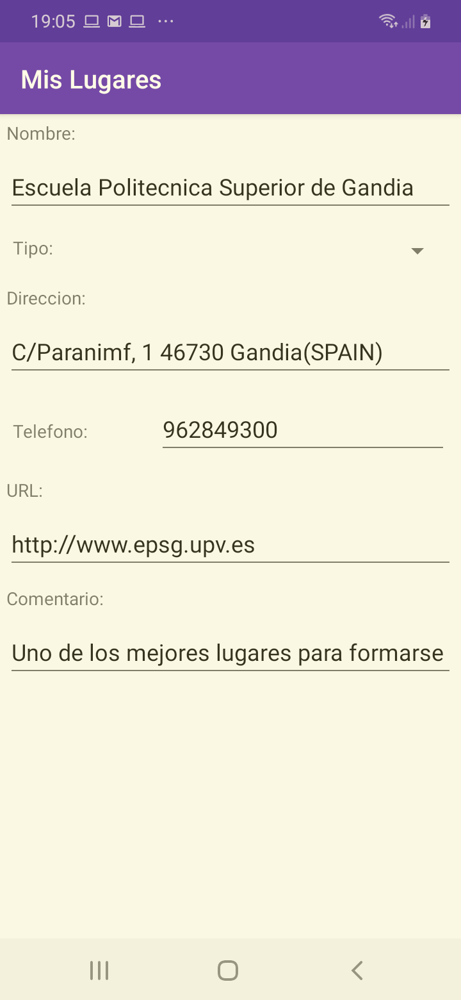 19:05
Mis Lugares
Nombre:
Escuela Politecnica Superior de Gandia
Tipo:
Direccion:
C/Paranimf, 1 46730 Gandia(SPAIN)
Telefono: 962849300
URL:
http://www.epsg.upv.es
Comentario:
Uno de los mejores lugares para formarse